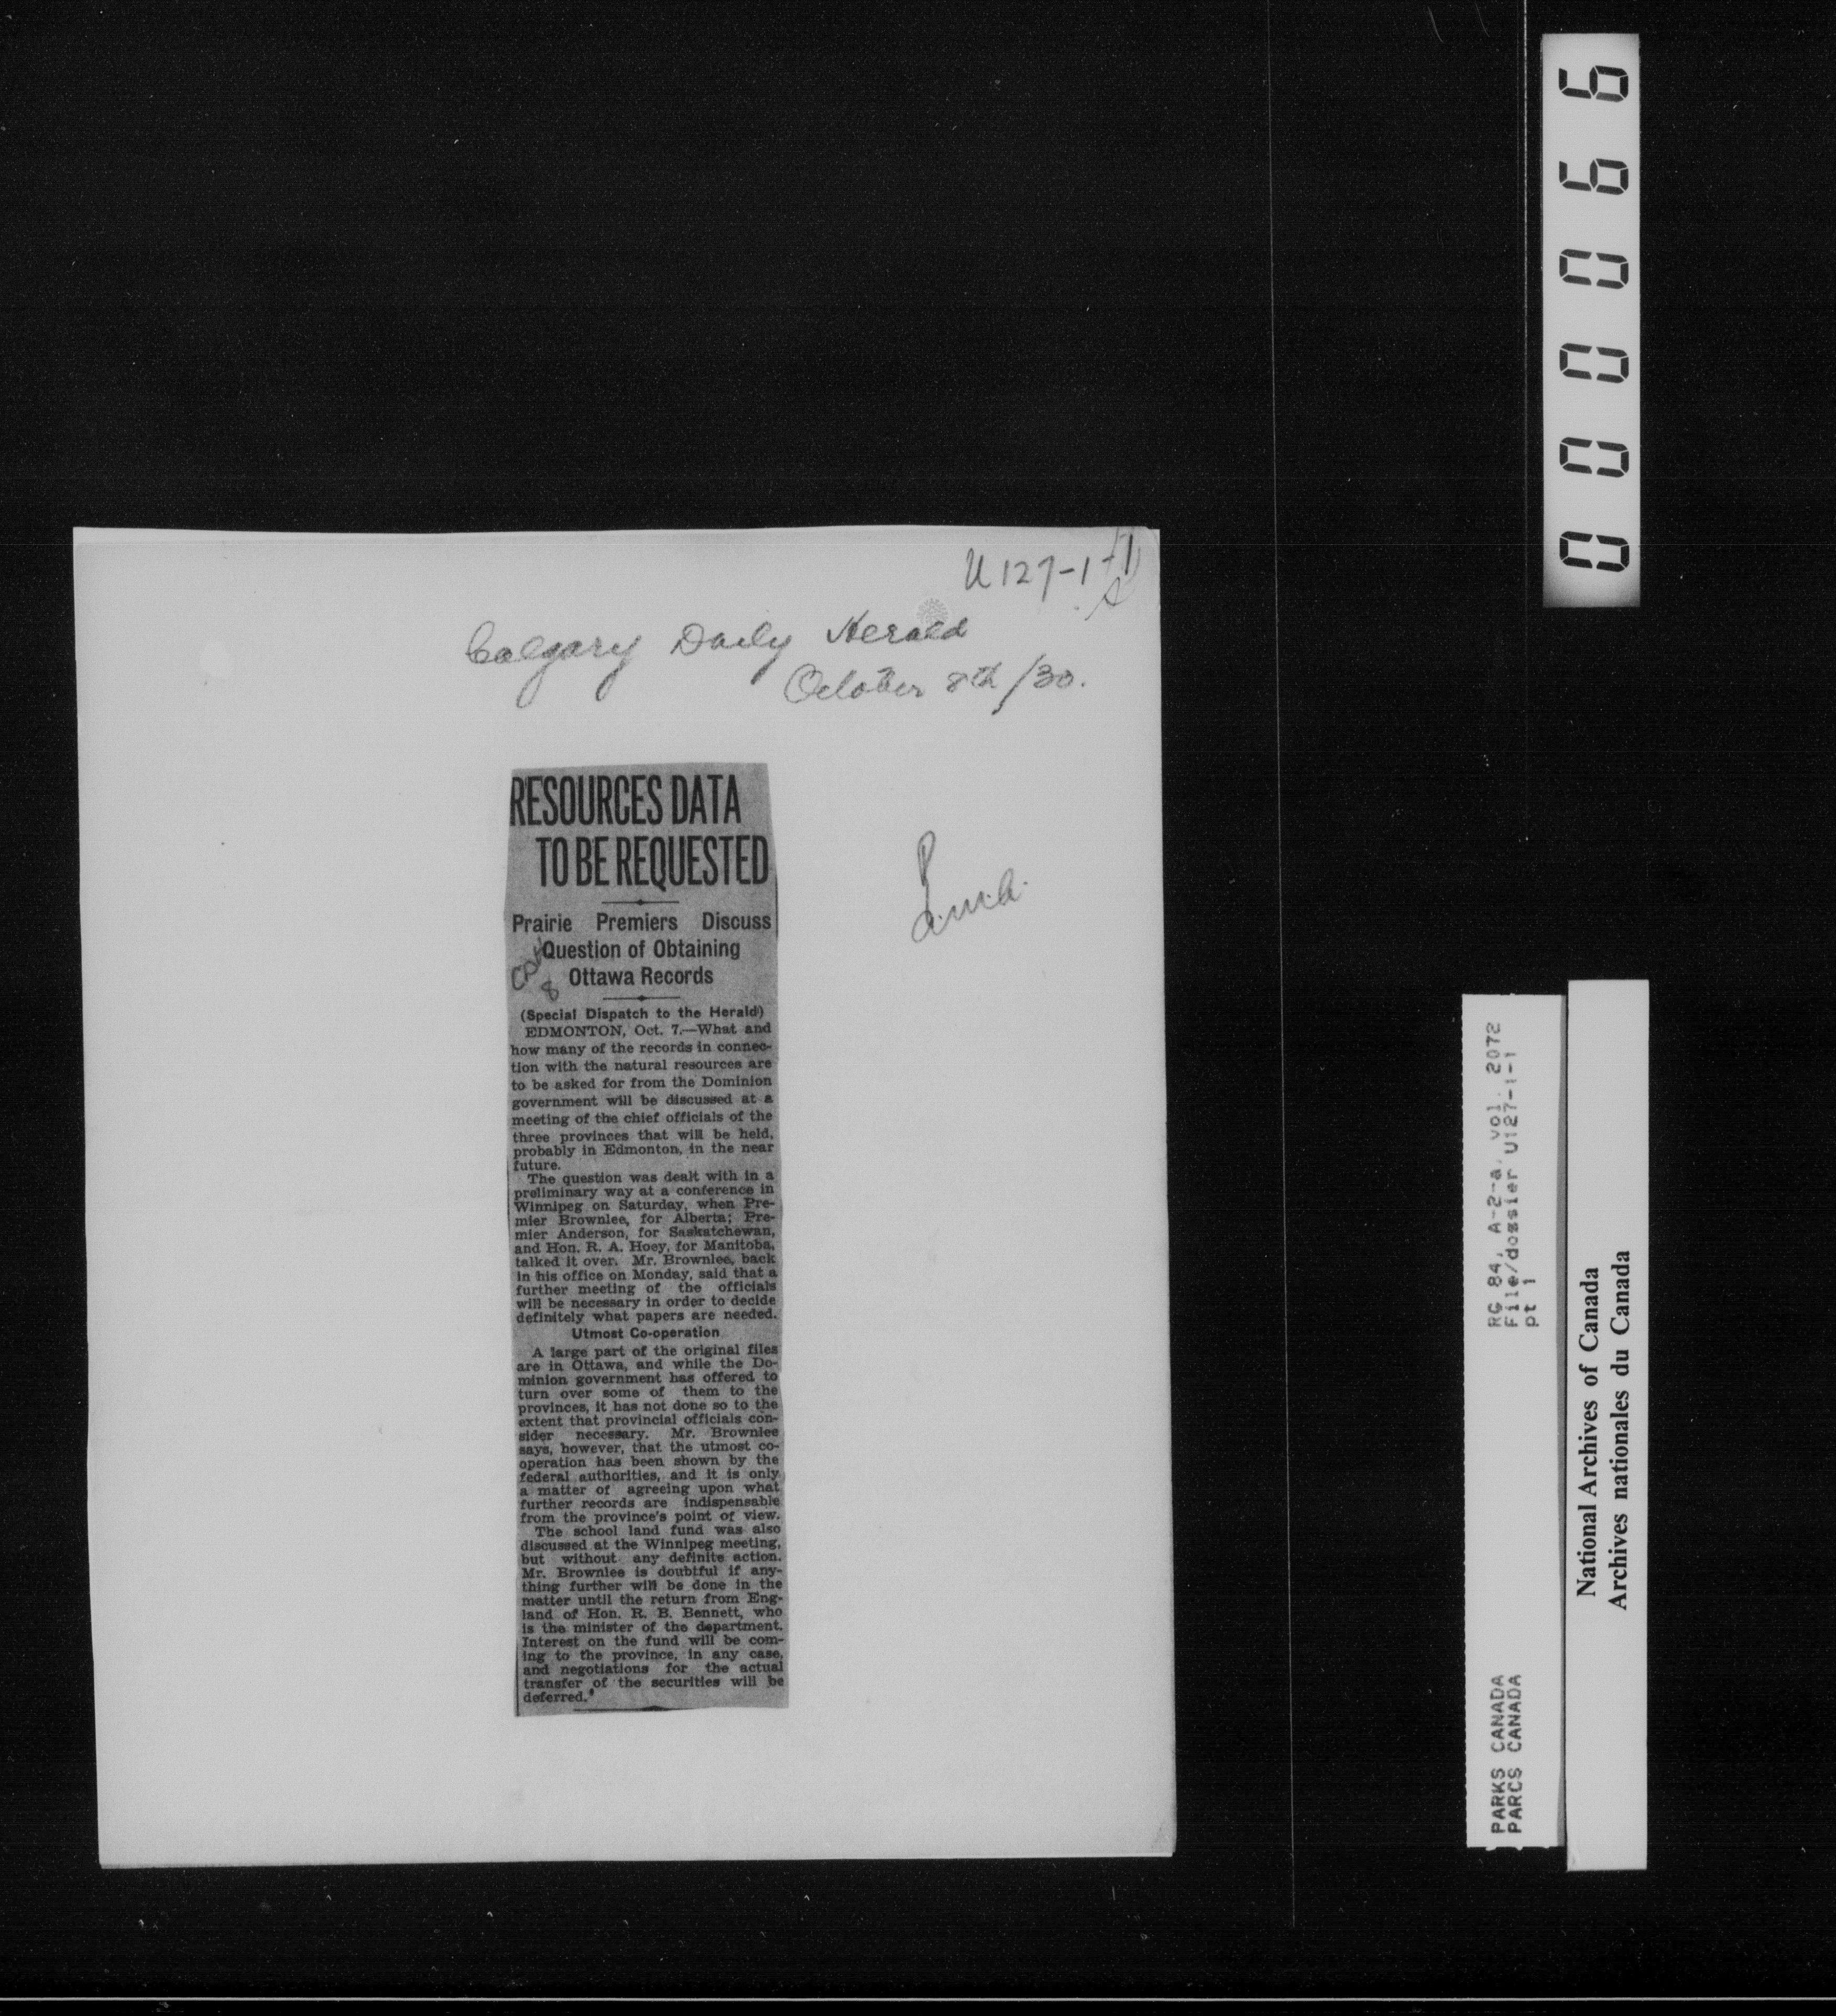 U127-1-1
Calgary Daily Herald
October 8th/30.
RESOURCES DATA
TO BE REQUESTED
Prairie Premiers Discuss
Question of Obtaining
Ottawa Records
CDH
8
(Special Dispatch to the Herald)
EDMONTON, Oct. 7.—What and
how many of the records in connec-
tion with the natural resources are
to be asked for from the Dominion
government will be discussed at a
meeting of the chief officials of the
three provinces that will be held,
probably in Edmonton, in the near
future.
The question was dealt with in a
preliminary way at a conference in
Winnipeg on Saturday, when Pre-
mier Brownlee, for Alberta; Pre-
mier Anderson, for Saskatchewan,
and Hon. R. A. Hoey, for Manitoba,
talked it over. Mr. Brownlee, back
in his office on Monday, said that a
further meeting of the officials
will be necessary in order to decide
definitely what papers are needed.
Utmost Co-operation
A large part of the original files
are in Ottawa, and while the Do-
minion government has offered to
turn over some of them to the
provinces, it has not done so to the
extent that provincial officials con-
sider necessary. Mr. Brownlee
says, however, that the utmost co-
operation has been shown by the
federal authorities, and it is only
a matter of agreeing upon what
further records are indispensable
from the province's point of view.
The school land fund was also
discussed at the Winnipeg meeting,
but without any definite action.
Mr. Brownlee is doubtful if any-
thing further will be done in the
matter until the return from Eng-
land of Hon. R. B. Bennett, who
is the minister of the department.
Interest on the fund will be com-
ing to the province, in any case,
and negotiations for the actual
transfer of the securities will be
deferred.
000066
PARKS CANADA RG 84, A-2-a, vol. 2072
PARCS CANADA File/dossier U127-1-1
pt 1
National Archives of Canada
Archives nationales du Canada